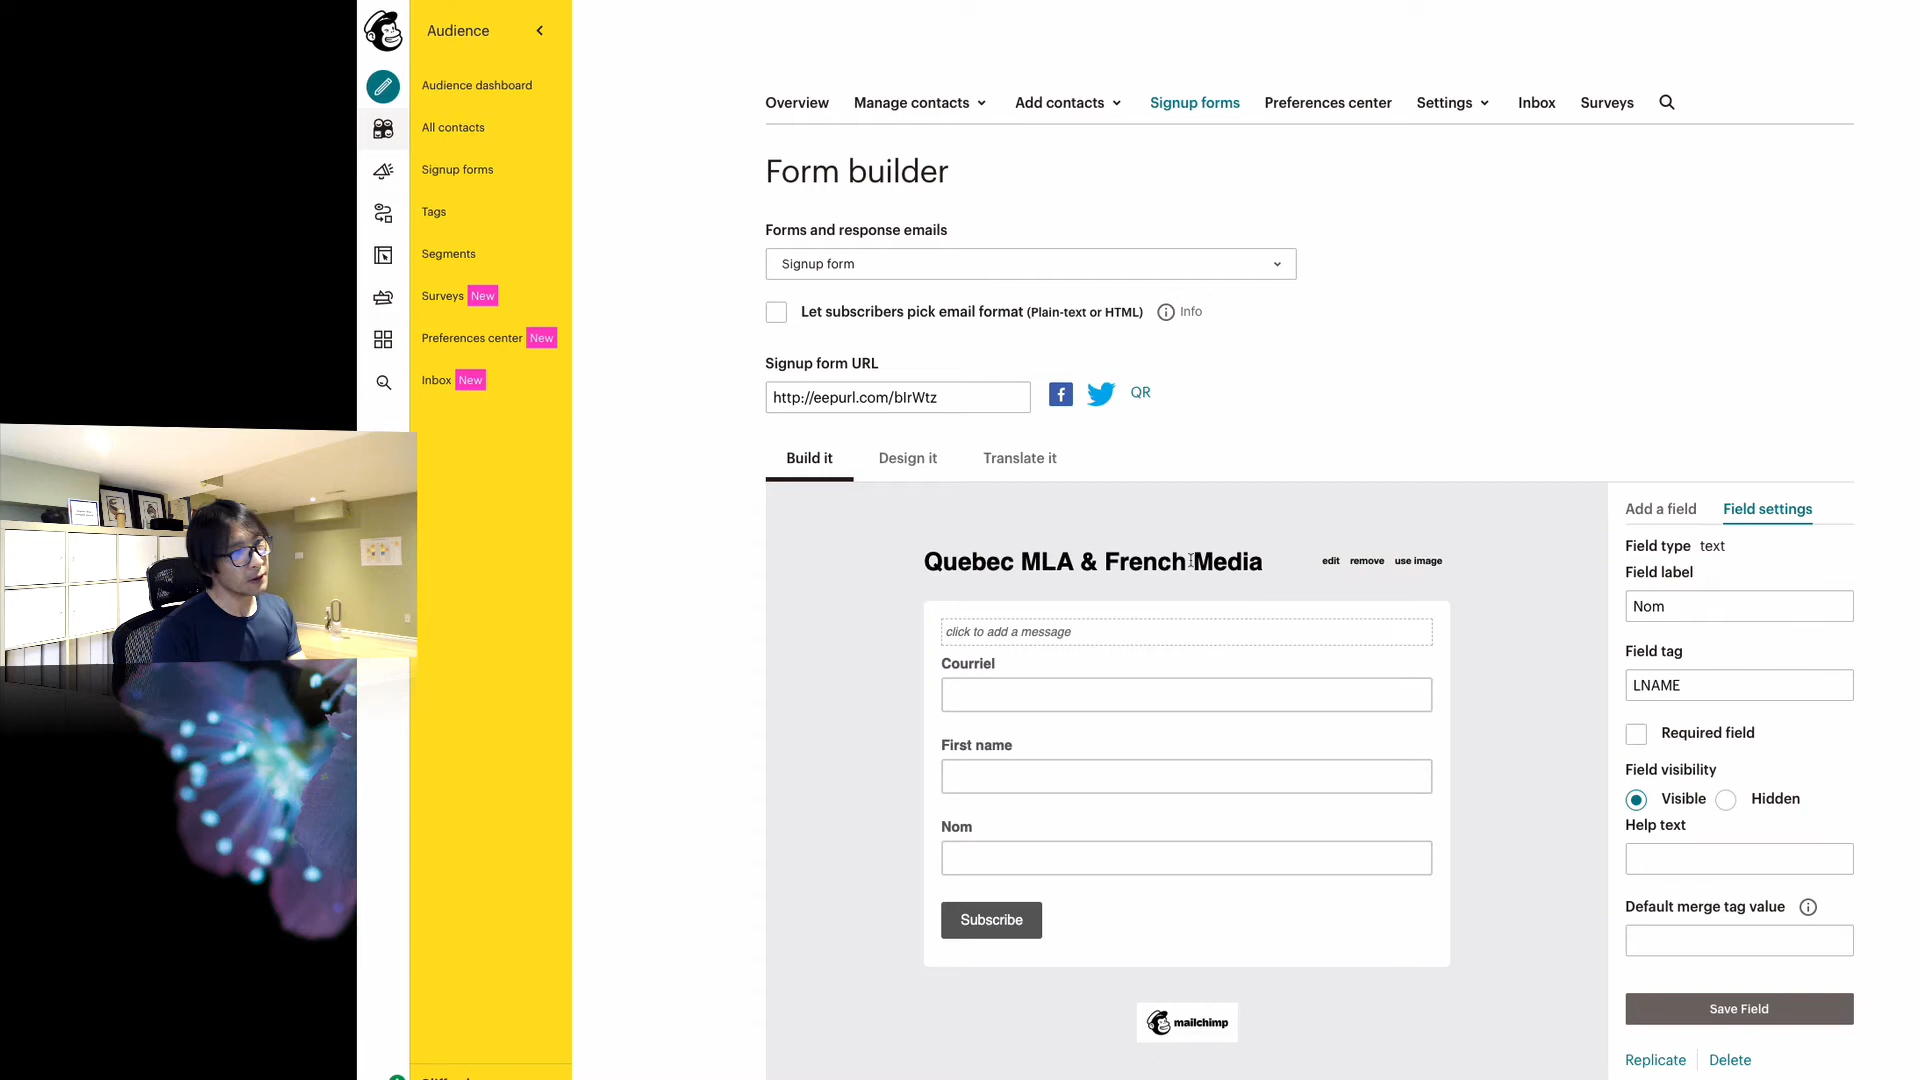 Audience
Audience dashboard
All contacts
Signup forms
Tags
Segments
Surveys New
Preferences center New
Inbox New
Overview Manage contacts Add contacts Signup forms Preferences center Settings Inbox Surveys
Form builder
Forms and response emails
Signup form
Let subscribers pick email format (Plain-text or HTML) Info
Signup form URL
http://eepurl.com/bIrWtz
QR
Build it Design it Translate it
Quebec MLA & French Media
edit remove use image
click to add a message
Courriel
First name
Nom
Subscribe
mailchimp
Add a field Field settings
Field type text
Field label
Nom
Field tag
LNAME
Required field
Field visibility
Visible Hidden
Help text
Default merge tag value
Save Field
Replicate Delete